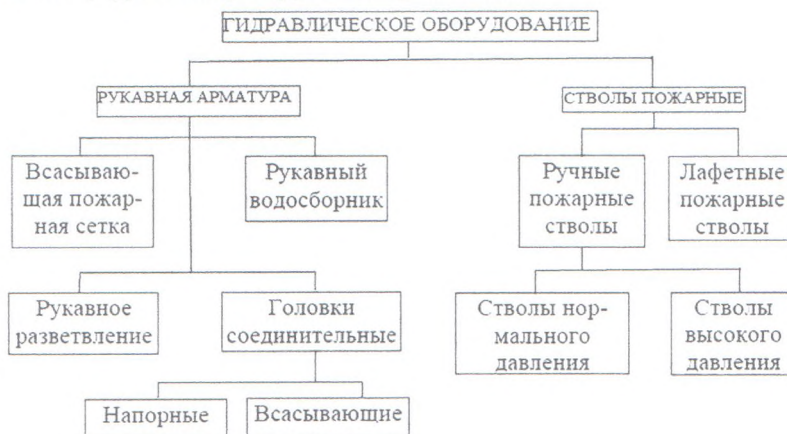 ГИДРАВЛИЧЕСКОЕ ОБОРУДОВАНИЕ
РУКАВНАЯ АРМАТУРА
СТВОЛЫ ПОЖАРНЫЕ
Всасываю-
щая пожар-
ная сетка
Рукавный
водосборник
Ручные
пожарные
стволы
Лафетные
пожарные
стволы
Рукавное
разветвление
Головки
соединительные
Стволы нор-
мального
давления
Стволы
высокого
давления
Напорные
Всасывающие